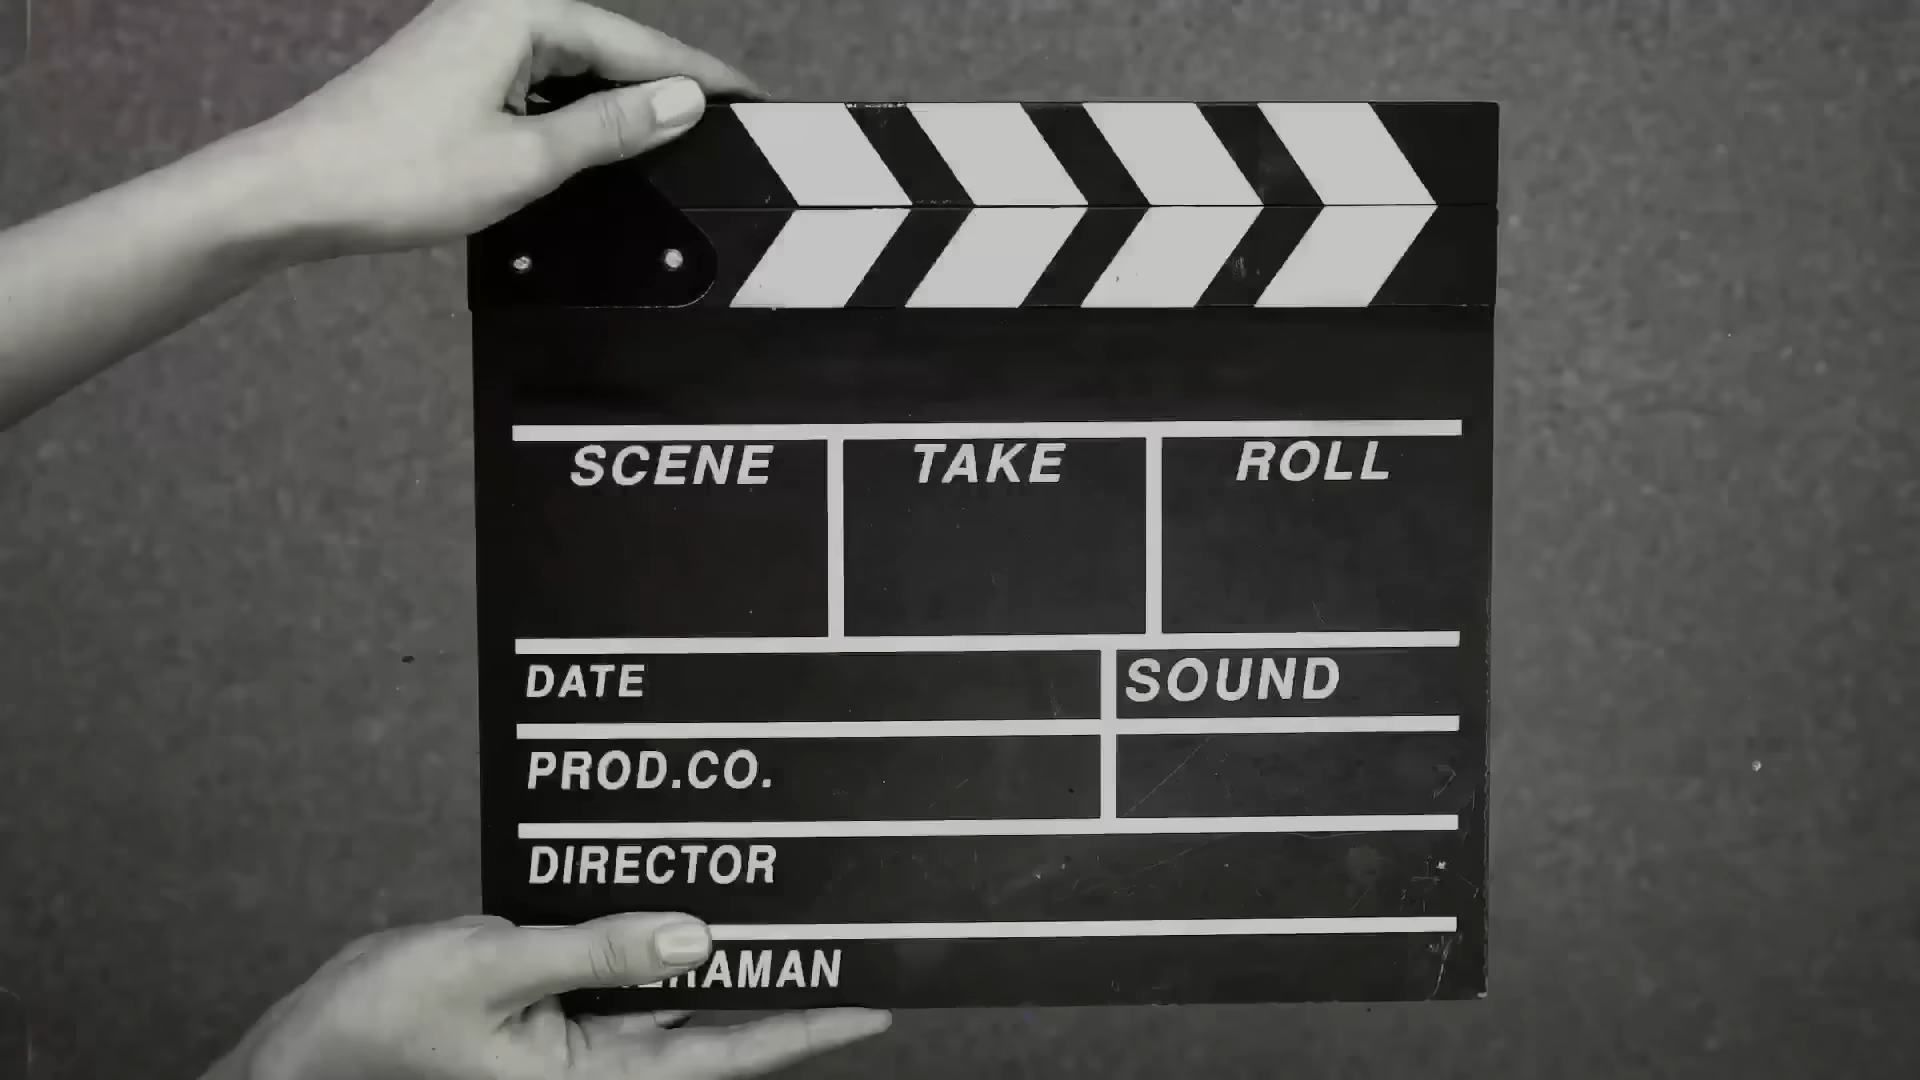 SCENE TAKE ROLL
DATE SOUND
PROD.CO.
DIRECTOR